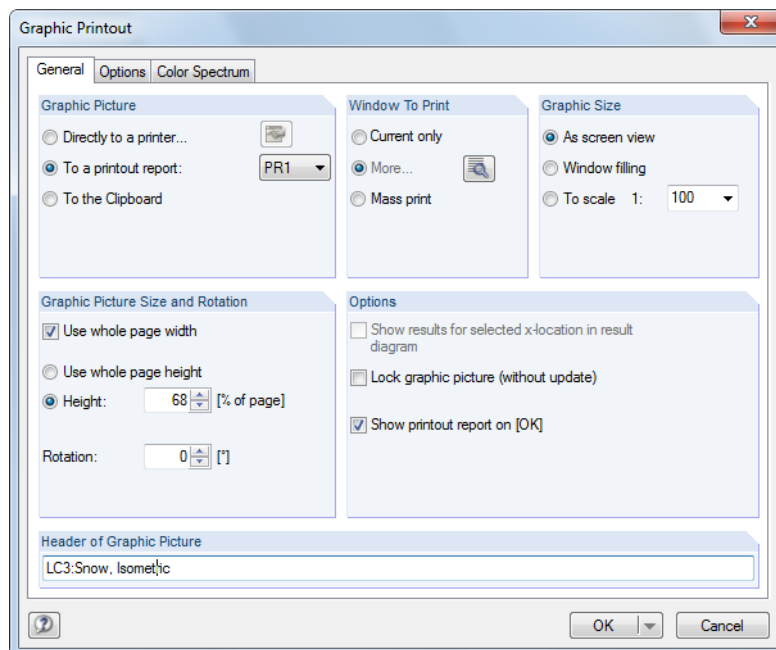 Graphic Printout
General Options Color Spectrum
Graphic Picture
Directly to a printer...
To a printout report: PR1
To the Clipboard
Window To Print
Current only
More...
Mass print
Graphic Size
As screen view
Window filling
To scale 1: 100
Graphic Picture Size and Rotation
Use whole page width
Use whole page height
Height: 68 [% of page]
Rotation: 0 [°]
Options
Show results for selected x-location in result
diagram
Lock graphic picture (without update)
Show printout report on [OK]
Header of Graphic Picture
LC3:Snow, Isometric
OK Cancel